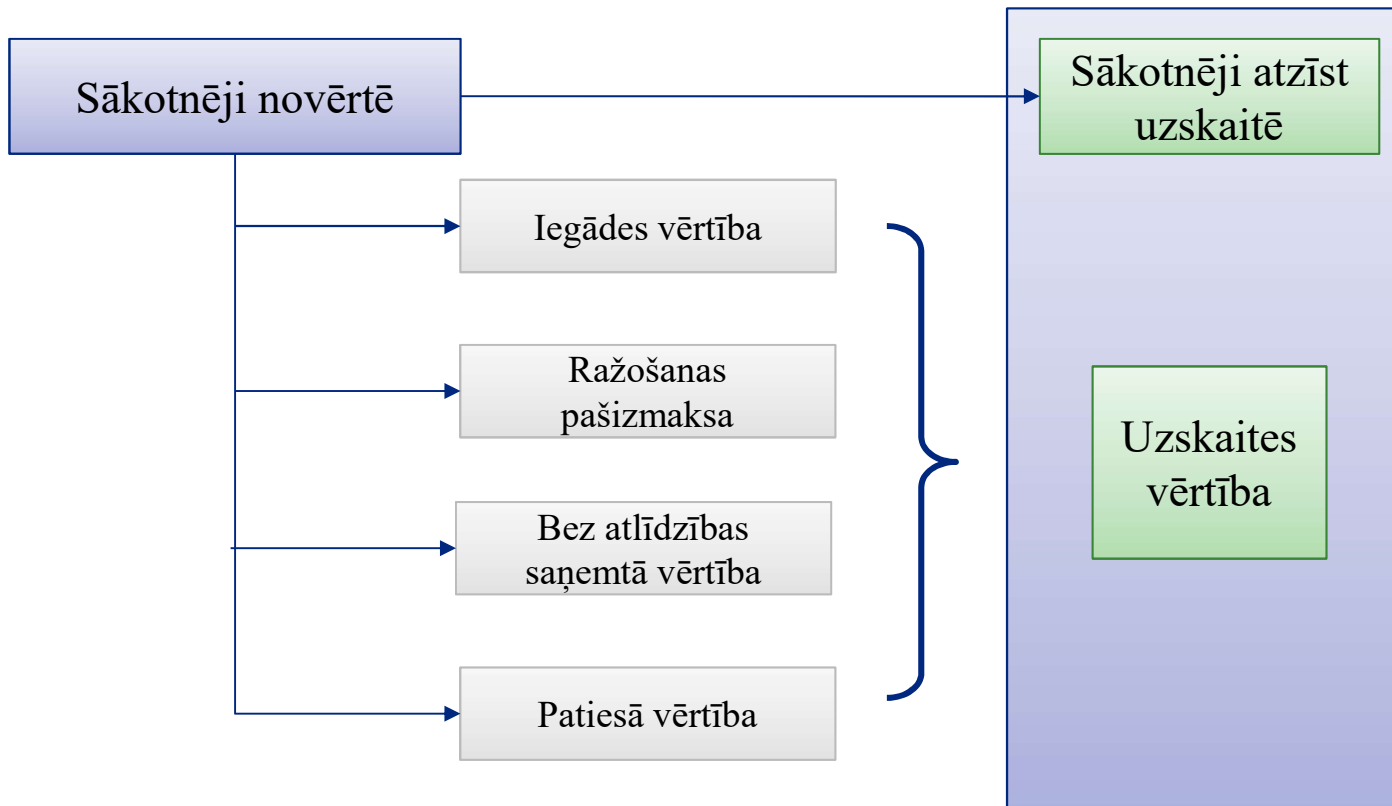 Sākotnēji novērtē
Sākotnēji atzīst
uzskaitē
Iegādes vērtība
Ražošanas
pašizmaksa
Bez atlīdzības
saņemtā vērtība
Patiesā vērtība
Uzskaites
vērtība